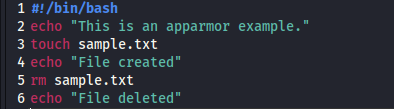 1 #!/bin/bash
2 echo "This is an apparmor example."
3 touch sample.txt
4 echo "File created"
5 rm sample.txt
6 echo "File deleted"